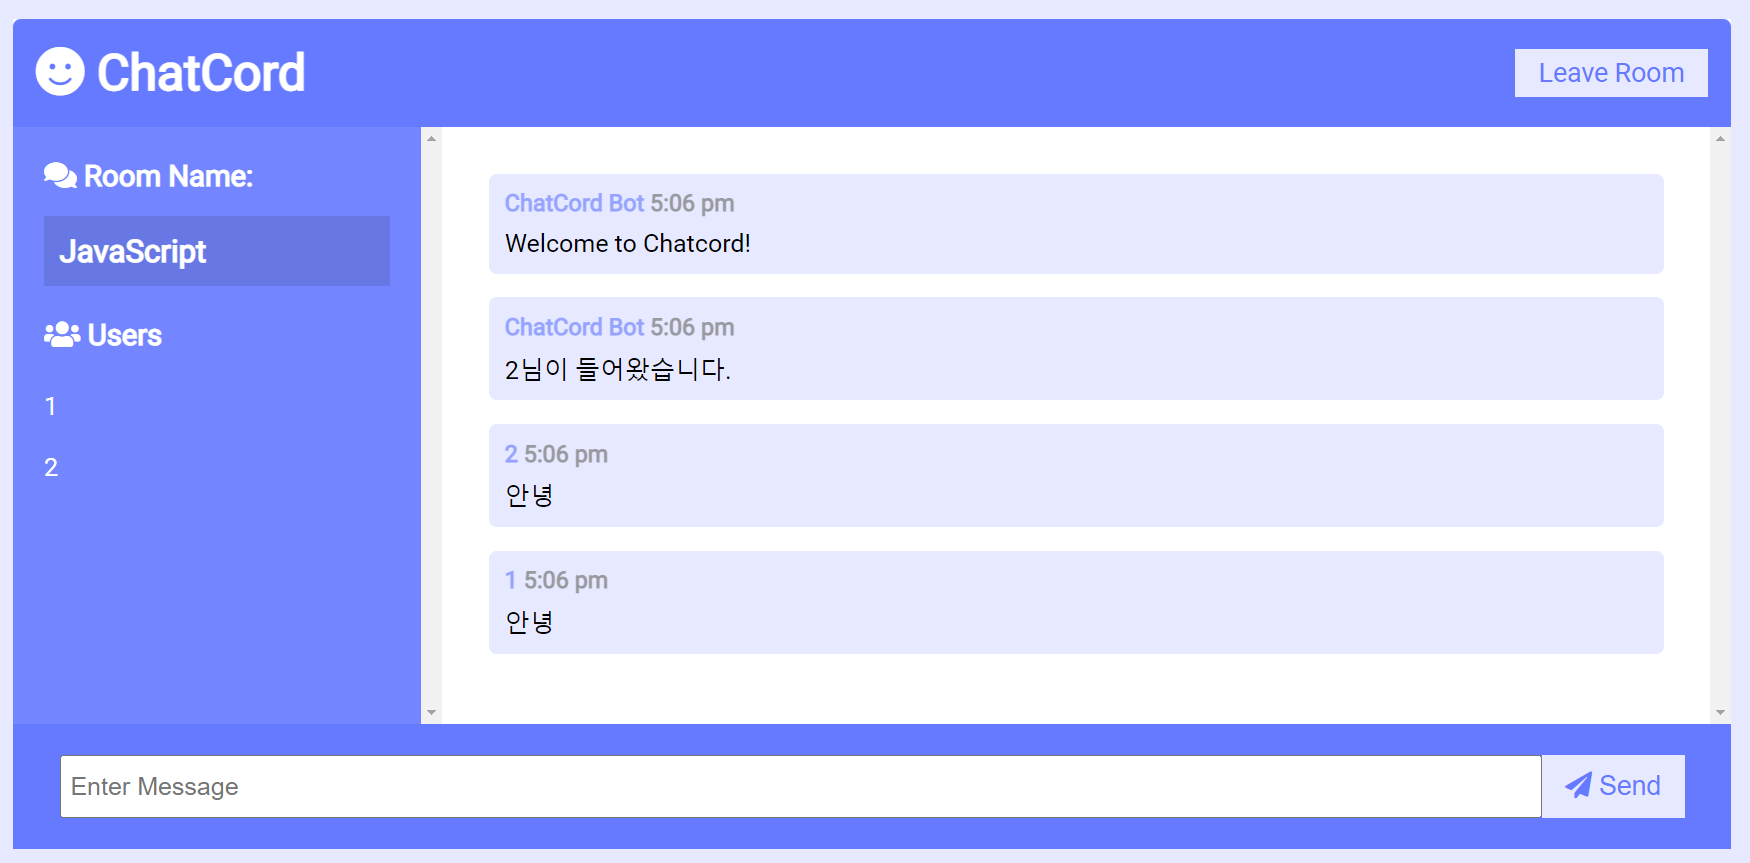 ChatCord
Leave Room
Room Name:
JavaScript
Users
1
2
ChatCord Bot 5:06 pm
Welcome to Chatcord!
ChatCord Bot 5:06 pm
2님이 들어왔습니다.
2 5:06 pm
안녕
1 5:06 pm
안녕
Enter Message
Send